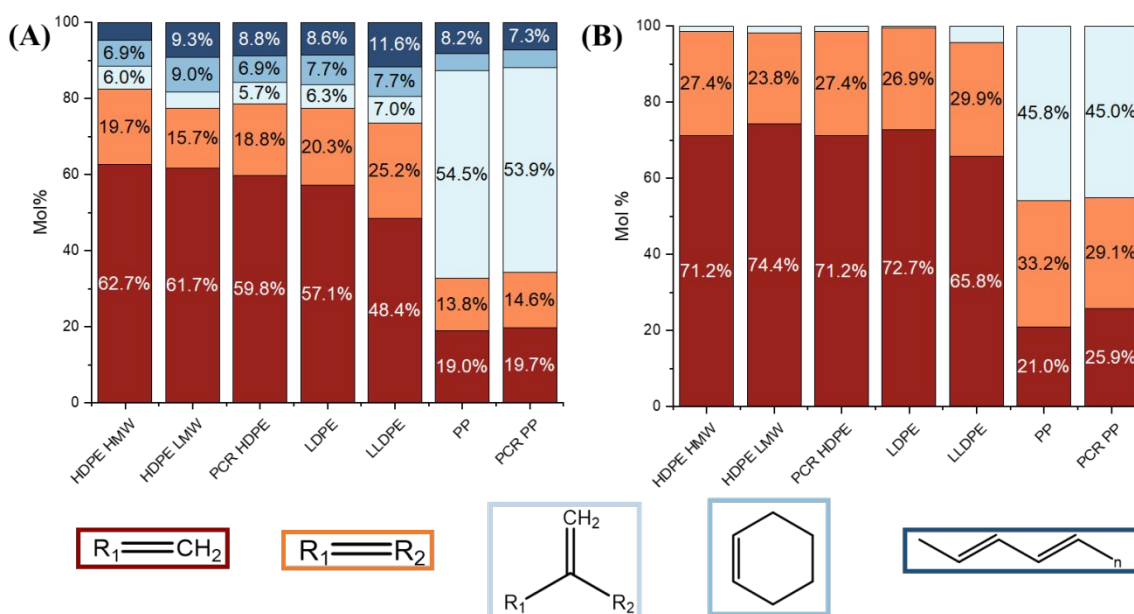 (A)
Mol%
100
80
60
40
20
0
6.9%
6.0%
19.7%
62.7%
9.3%
9.0%
15.7%
61.7%
8.8%
6.9%
5.7%
18.8%
59.8%
8.6%
7.7%
6.3%
20.3%
57.1%
11.6%
7.7%
7.0%
25.2%
48.4%
8.2%
54.5%
13.8%
19.0%
7.3%
53.9%
14.6%
19.7%
HDPE HMW
HDPE LMW
PCR HDPE
LDPE
LLDPE
PP
PCR PP
(B)
Mol %
100
80
60
40
20
0
27.4%
71.2%
23.8%
74.4%
27.4%
71.2%
26.9%
72.7%
29.9%
65.8%
45.8%
33.2%
21.0%
45.0%
29.1%
25.9%
HDPE HMW
HDPE LMW
PCR HDPE
LDPE
LLDPE
PP
PCR PP
R₁ CH₂
R₁ R₂
CH₂
R₁ R₂
n